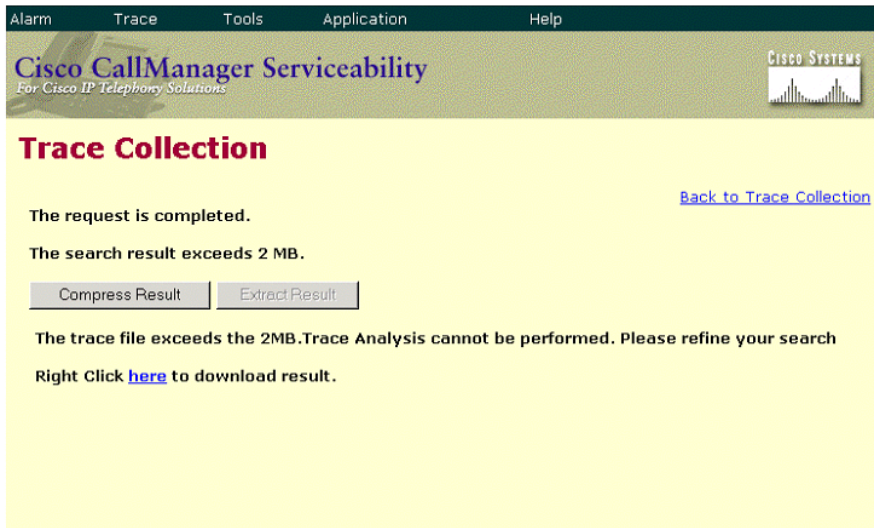 Alarm Trace Tools Application Help
Cisco CallManager Serviceability
For Cisco IP Telephony Solutions
CISCO SYSTEMS
Trace Collection
Back to Trace Collection
The request is completed.
The search result exceeds 2 MB.
Compress Result Extract Result
The trace file exceeds the 2MB.Trace Analysis cannot be performed. Please refine your search
Right Click here to download result.